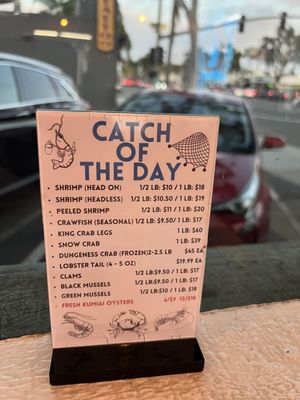 CATCH
OF
THE DAY
• SHRIMP (HEAD ON) 1/2 LB: $10 / 1 LB: $18
• SHRIMP (HEADLESS) 1/2 LB: $10.50 / 1 LB: $19
• PEELED SHRIMP 1/2 LB: $11 / 1 LB: $20
• CRAWFISH (SEASONAL) 1/2 LB: $9.50/ 1 LB: $17
• KING CRAB LEGS 1 LB: $60
• SNOW CRAB 1 LB: $39
• DUNGENESS CRAB (FROZEN)2-2.5 LB $45 EA
• LOBSTER TAIL (4 - 5 OZ) $19.99 EA
• CLAMS 1/2 LB:$9.50 / 1 LB: $17
• BLACK MUSSELS 1/2 LB:$9.50 / 1 LB: $17
• GREEN MUSSELS 1/2 LB:$10 / 1 LB: $18
• FRESH KUMIAI OYSTERS 6/$9 12/$18